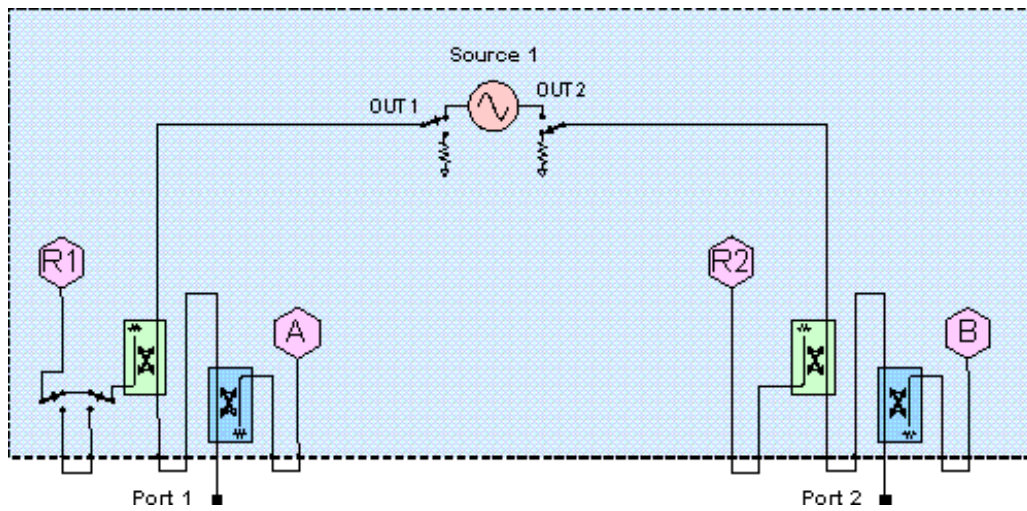 Source 1
OUT 1
OUT 2
R1
R2
A
B
Port 1
Port 2